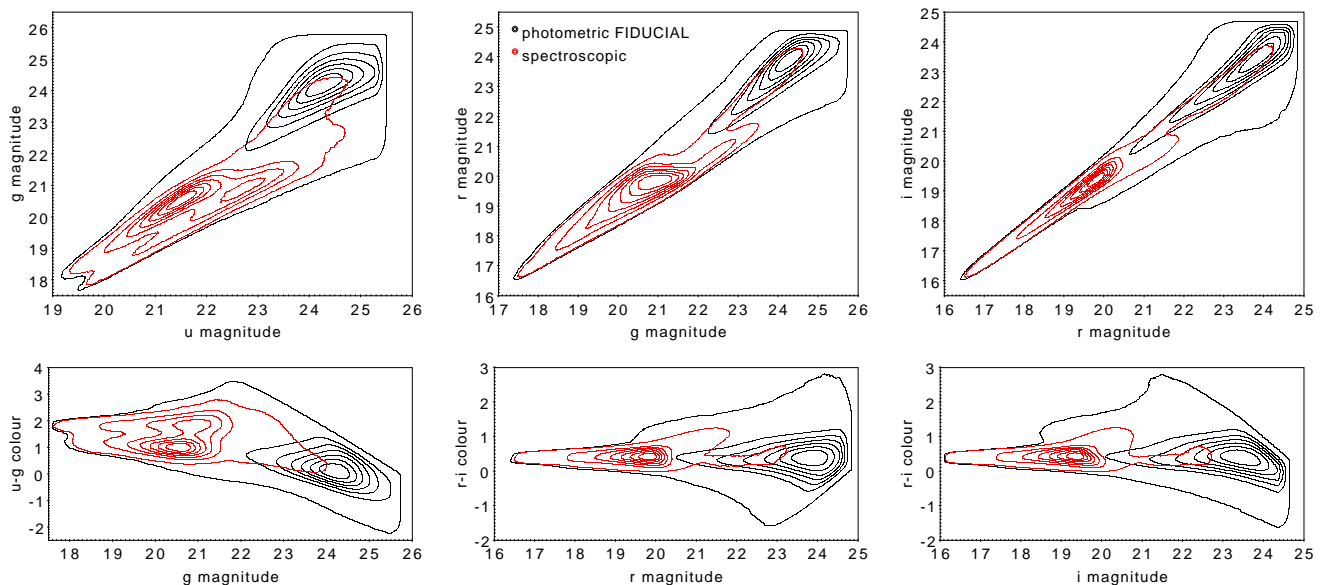 26
25
24
23
22
21
20
19
18
g magnitude
19 20 21 22 23 24 25 26
u magnitude
25
24
23
22
21
20
19
18
17
16
r magnitude
photometric FIDUCIAL
spectroscopic
17 18 19 20 21 22 23 24 25 26
g magnitude
25
24
23
22
21
20
19
18
17
16
i magnitude
16 17 18 19 20 21 22 23 24 25
r magnitude
4
3
2
1
0
-1
-2
u-g colour
18 19 20 21 22 23 24 25 26
g magnitude
3
2
1
0
-1
-2
r-i colour
16 17 18 19 20 21 22 23 24 25
r magnitude
3
2
1
0
-1
-2
r-i colour
16 17 18 19 20 21 22 23 24 25
i magnitude